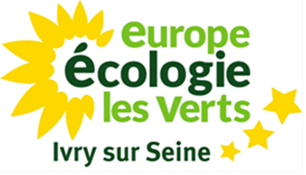 europe
écologie
les verts
Ivry sur Seine